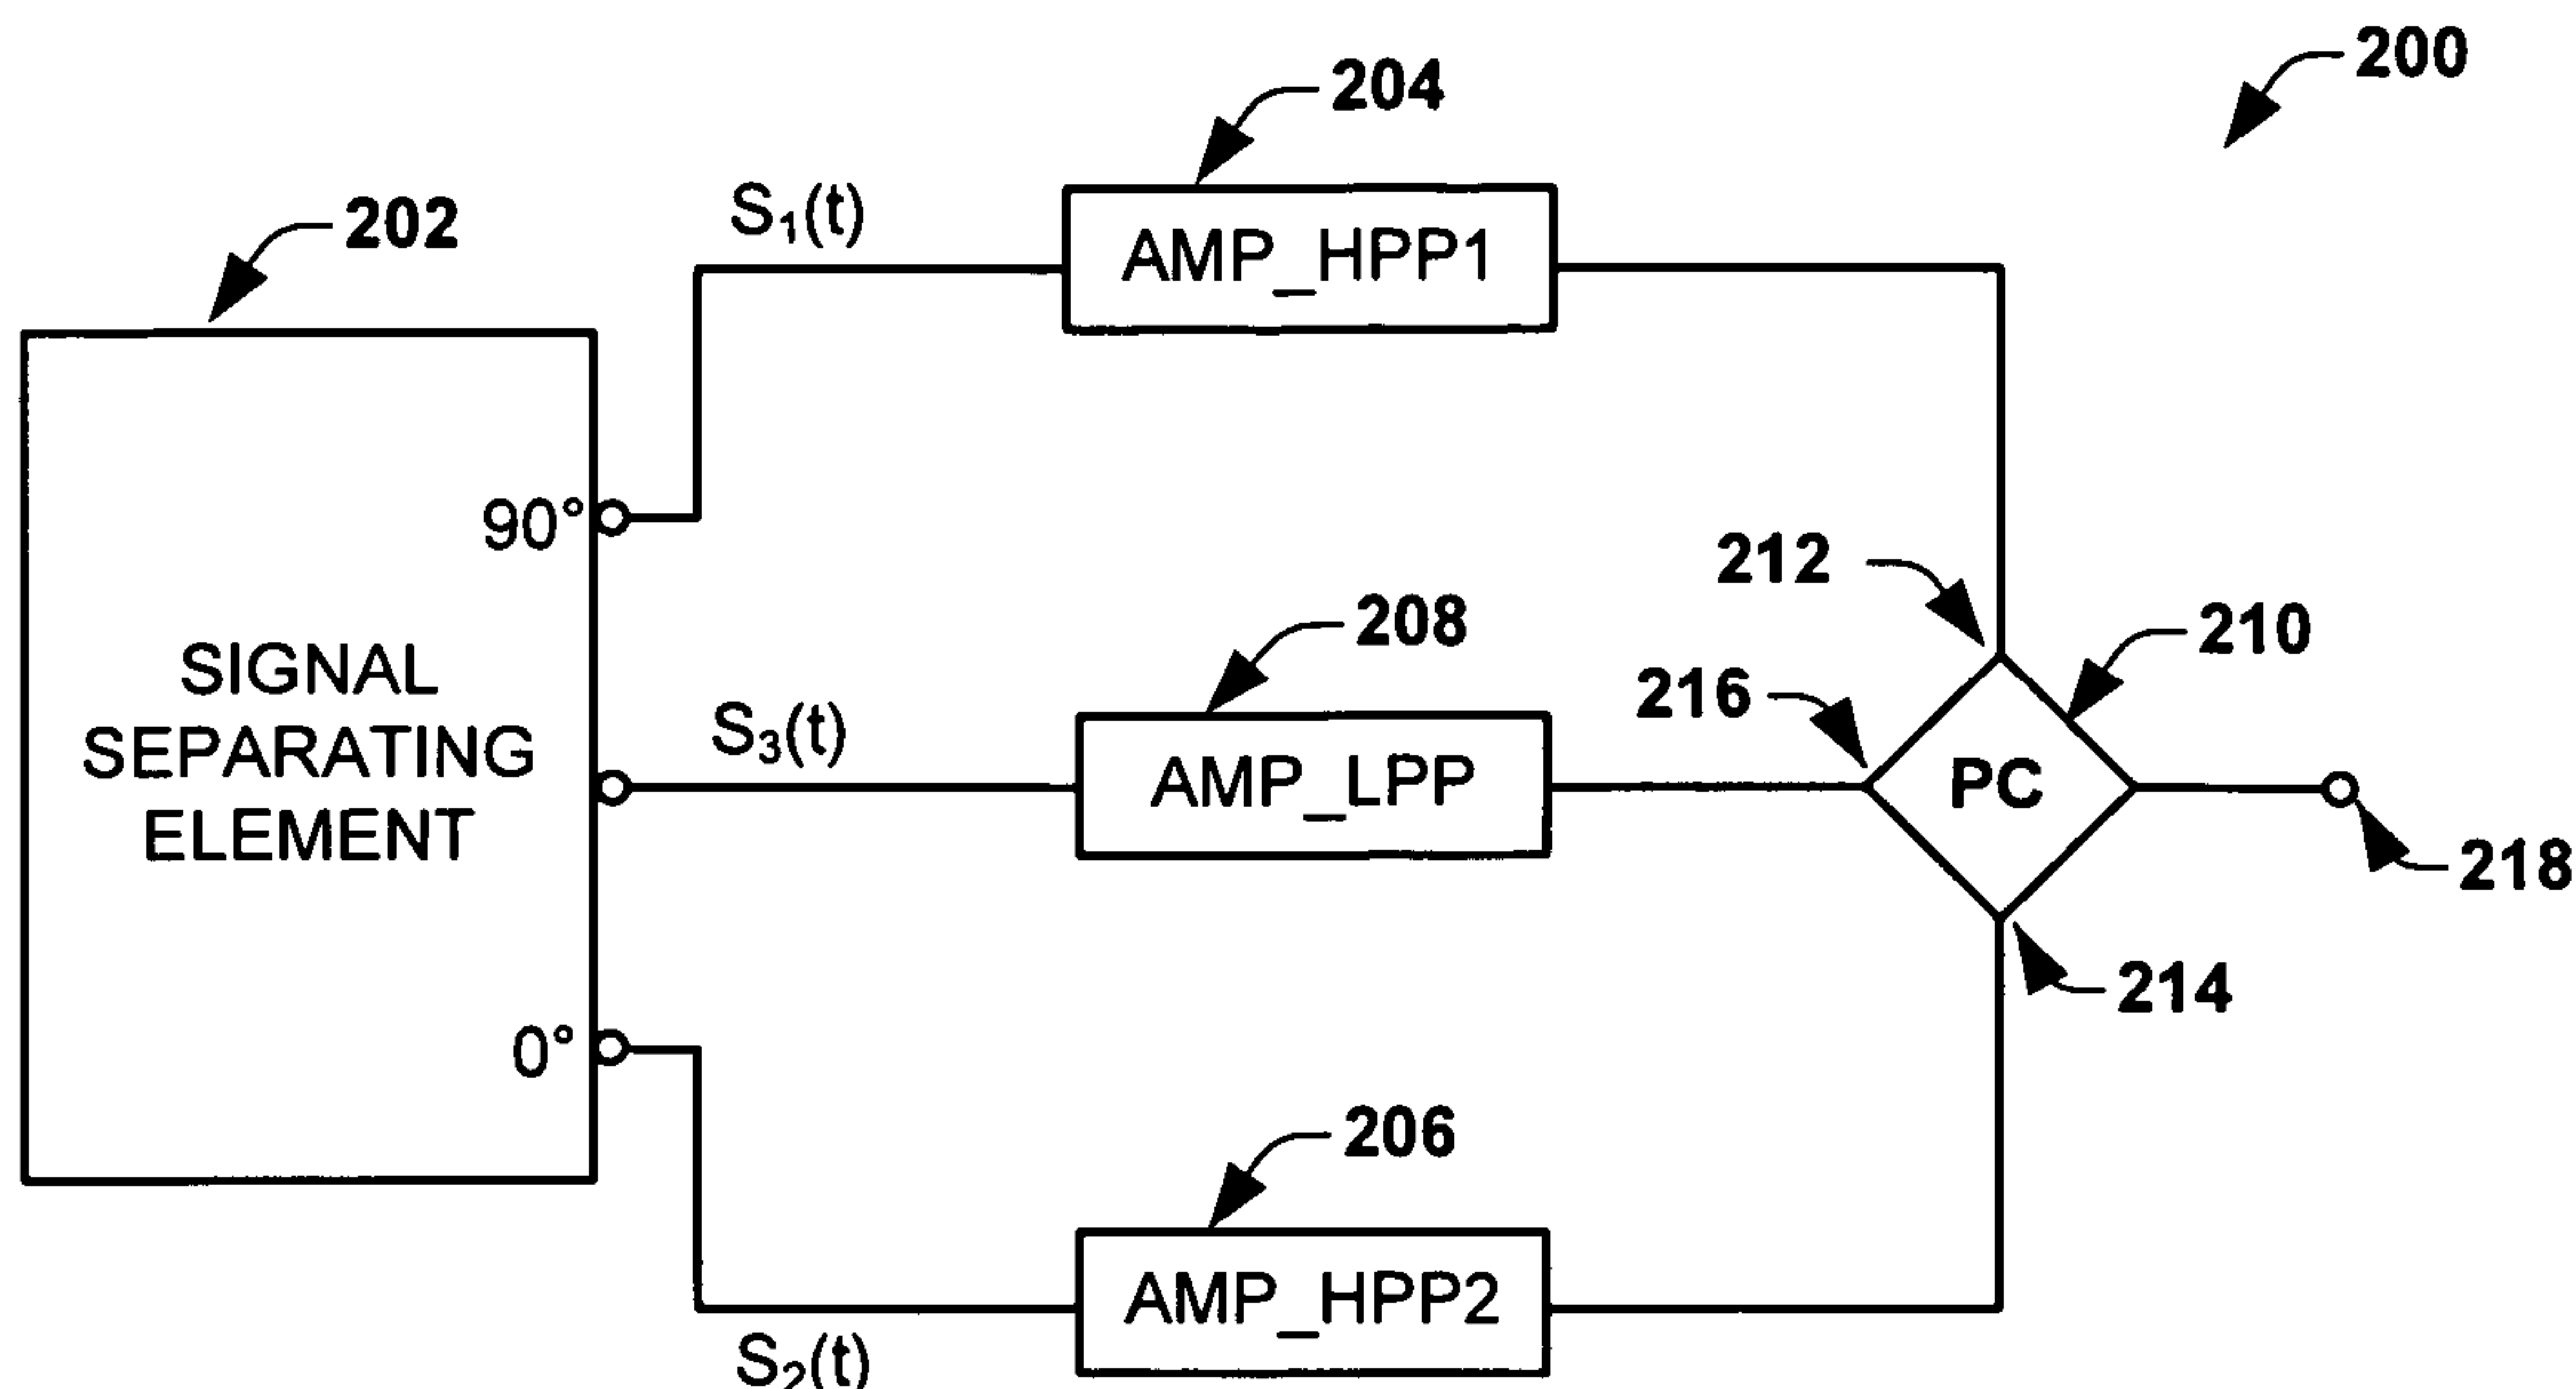 200
204
202
S₁(t)
AMP_HPP1
90°
212
208
210
216
SIGNAL
SEPARATING
ELEMENT
S₃(t)
AMP_LPP
PC
218
214
0°
206
AMP_HPP2
S₂(t)